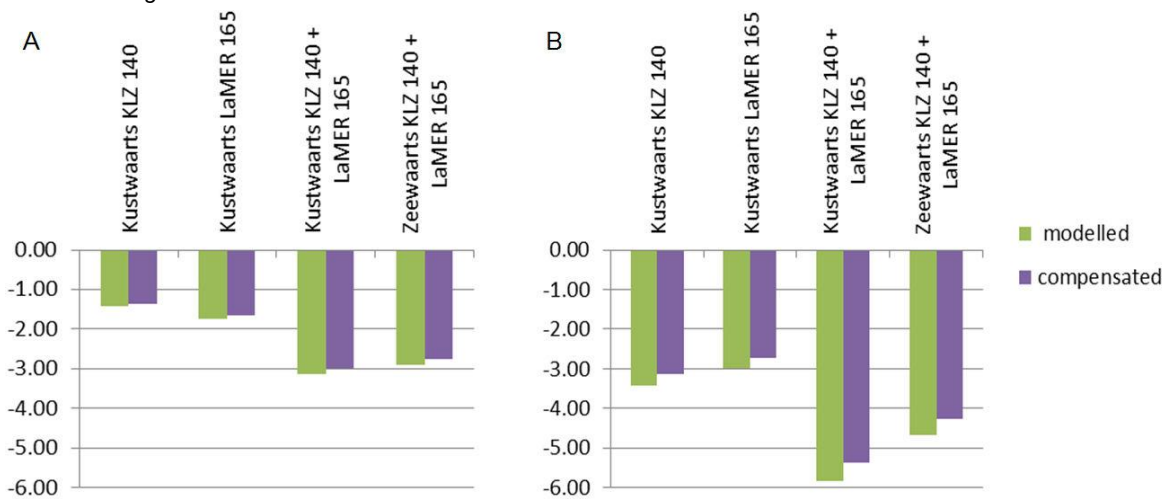 A
Kustwaarts KLZ 140
Kustwaarts LaMER 165
Kustwaarts KLZ 140 +
LaMER 165
Zeewaarts KLZ 140 +
LaMER 165
0.00
-1.00
-2.00
-3.00
-4.00
-5.00
-6.00
B
Kustwaarts KLZ 140
Kustwaarts LaMER 165
Kustwaarts KLZ 140 +
LaMER 165
Zeewaarts KLZ 140 +
LaMER 165
0.00
-1.00
-2.00
-3.00
-4.00
-5.00
-6.00
modelled
compensated